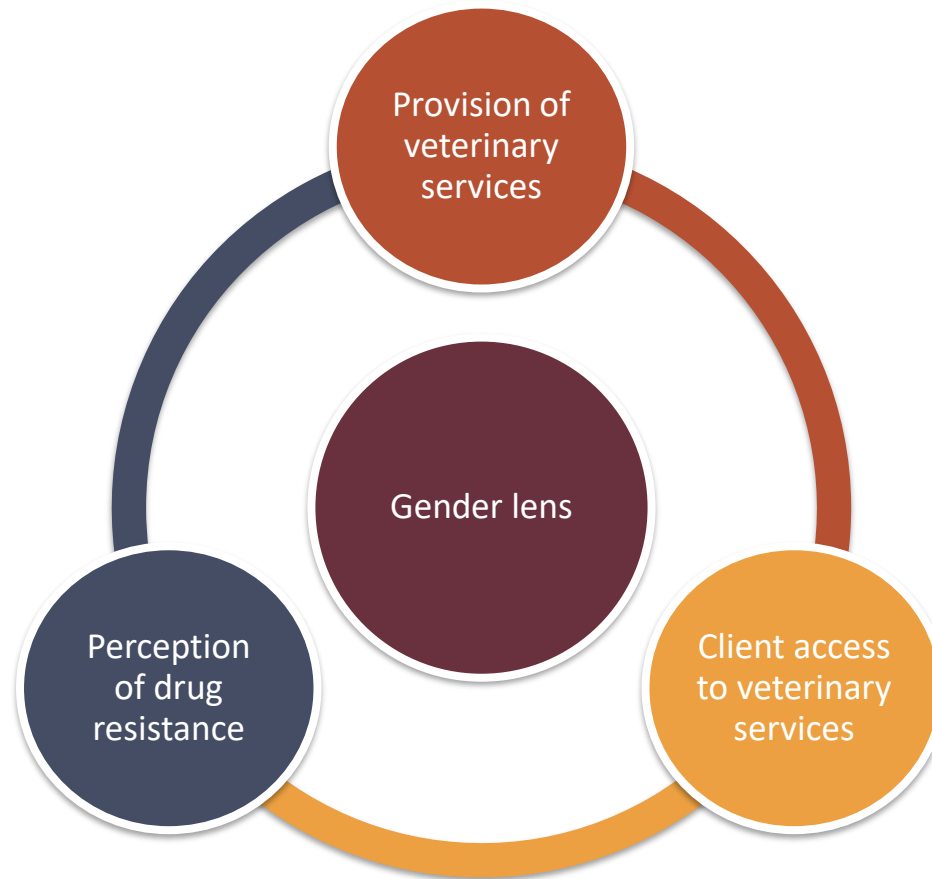 Provision of
veterinary
services
Gender lens
Perception
of drug
resistance
Client access
to veterinary
services